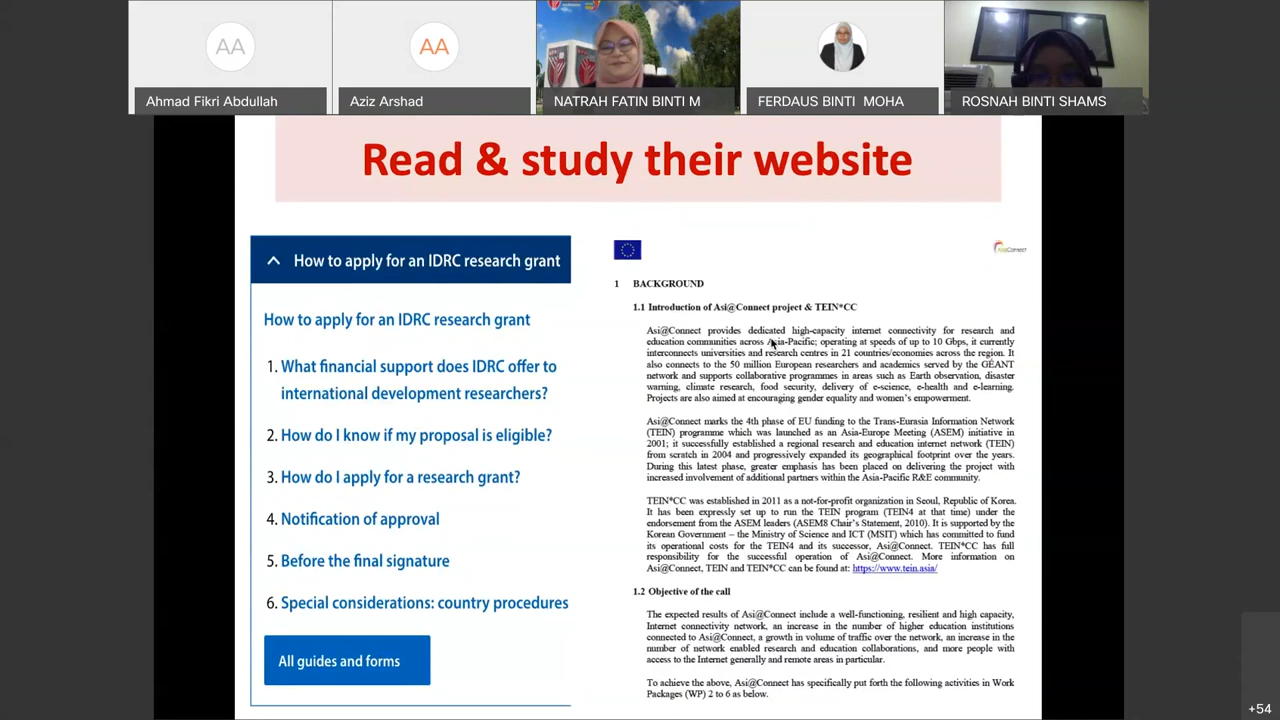 AA
AA
Ahmad Fikri Abdullah
Aziz Arshad
NATRAH FATIN BINTI M
FERDAUS BINTI MOHA
ROSNAH BINTI SHAMS
Read & study their website
How to apply for an IDRC research grant
How to apply for an IDRC research grant
1. What financial support does IDRC offer to
international development researchers?
2. How do I know if my proposal is eligible?
3. How do I apply for a research grant?
4. Notification of approval
5. Before the final signature
6. Special considerations: country procedures
All guides and forms
Asi@Connect
1 BACKGROUND
1.1 Introduction of Asi@Connect project & TEIN*CC
Asi@Connect provides dedicated high-capacity internet connectivity for research and
education communities across Asia-Pacific; operating at speeds of up to 10 Gbps, it currently
interconnects universities and research centres in 21 countries/economies across the region. It
also connects to the 50 million European researchers and academics served by the GÉANT
network and supports collaborative programmes in areas such as Earth observation, disaster
warning, climate research, food security, delivery of e-science, e-health and e-learning.
Projects are also aimed at encouraging gender equality and women's empowerment.
Asi@Connect marks the 4th phase of EU funding to the Trans-Eurasia Information Network
(TEIN) programme which was launched as an Asia-Europe Meeting (ASEM) initiative in
2001; it successfully established a regional research and education internet network (TEIN)
from scratch in 2004 and progressively expanded its geographical footprint over the years.
During this latest phase, greater emphasis has been placed on delivering the project with
increased involvement of additional partners within the Asia-Pacific R&E community.
TEIN*CC was established in 2011 as a not-for-profit organization in Seoul, Republic of Korea.
It has been expressly set up to run the TEIN program (TEIN4 at that time) under the
endorsement from the ASEM leaders (ASEM8 Chair's Statement, 2010). It is supported by the
Korean Government – the Ministry of Science and ICT (MSIT) which has committed to fund
its operational costs for the TEIN4 and its successor, Asi@Connect. TEIN*CC has full
responsibility for the successful operation of Asi@Connect. More information on
Asi@Connect, TEIN and TEIN*CC can be found at: https://www.tein.asia/
1.2 Objective of the call
The expected results of Asi@Connect include a well-functioning, resilient and high capacity,
Internet connectivity network, an increase in the number of higher education institutions
connected to Asi@Connect, a growth in volume of traffic over the network, an increase in the
number of network enabled research and education collaborations, and more people with
access to the Internet generally and remote areas in particular.
To achieve the above, Asi@Connect has specifically put forth the following activities in Work
Packages (WP) 2 to 6 as below.
+54